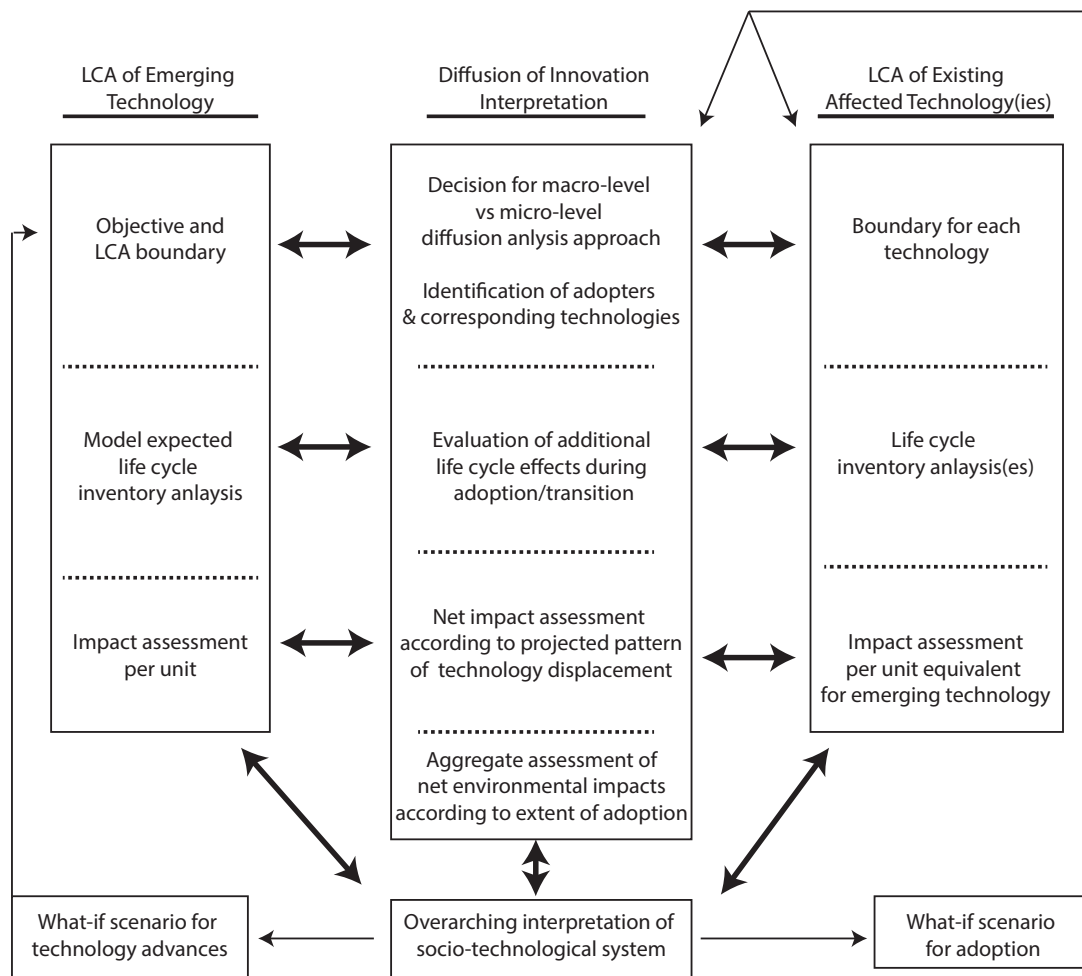 LCA of Emerging
Technology
Diffusion of Innovation
Interpretation
LCA of Existing
Affected Technology(ies)
Objective and
LCA boundary
Decision for macro-level
vs micro-level
diffusion anlysis approach
Identification of adopters
& corresponding technologies
Boundary for each
technology
Model expected
life cycle
inventory anlaysis
Evaluation of additional
life cycle effects during
adoption/transition
Life cycle
inventory anlaysis(es)
Impact assessment
per unit
Net impact assessment
according to projected pattern
of technology displacement
Impact assessment
per unit equivalent
for emerging technology
Aggregate assessment of
net environmental impacts
according to extent of adoption
What-if scenario for
technology advances
Overarching interpretation of
socio-technological system
What-if scenario
for adoption